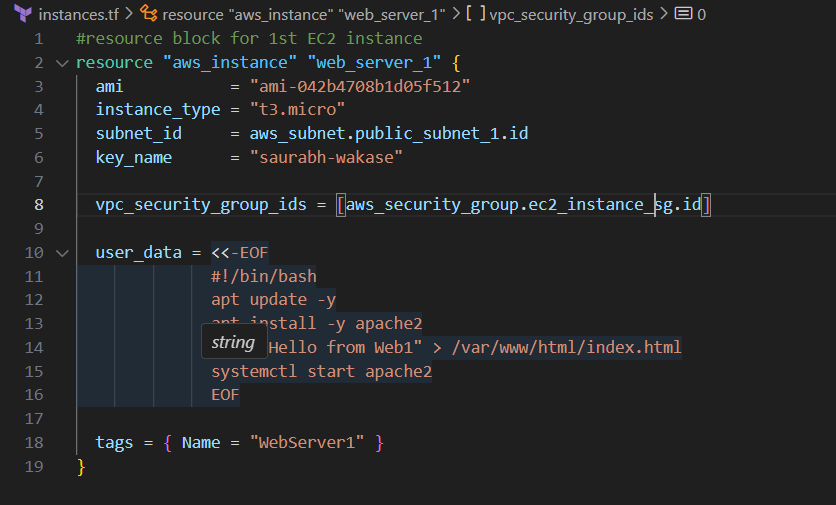 instances.tf > resource "aws_instance" "web_server_1" > [ ] vpc_security_group_ids > 0
1 #resource block for 1st EC2 instance
2 resource "aws_instance" "web_server_1" {
3 ami = "ami-042b4708b1d05f512"
4 instance_type = "t3.micro"
5 subnet_id = aws_subnet.public_subnet_1.id
6 key_name = "saurabh-wakase"
7
8 vpc_security_group_ids = [aws_security_group.ec2_instance_sg.id]
9
10 user_data = <<-EOF
11 #!/bin/bash
12 apt update -y
13 apt install -y apache2
string
14 Hello from Web1" > /var/www/html/index.html
15 systemctl start apache2
16 EOF
17
18 tags = { Name = "WebServer1" }
19 }